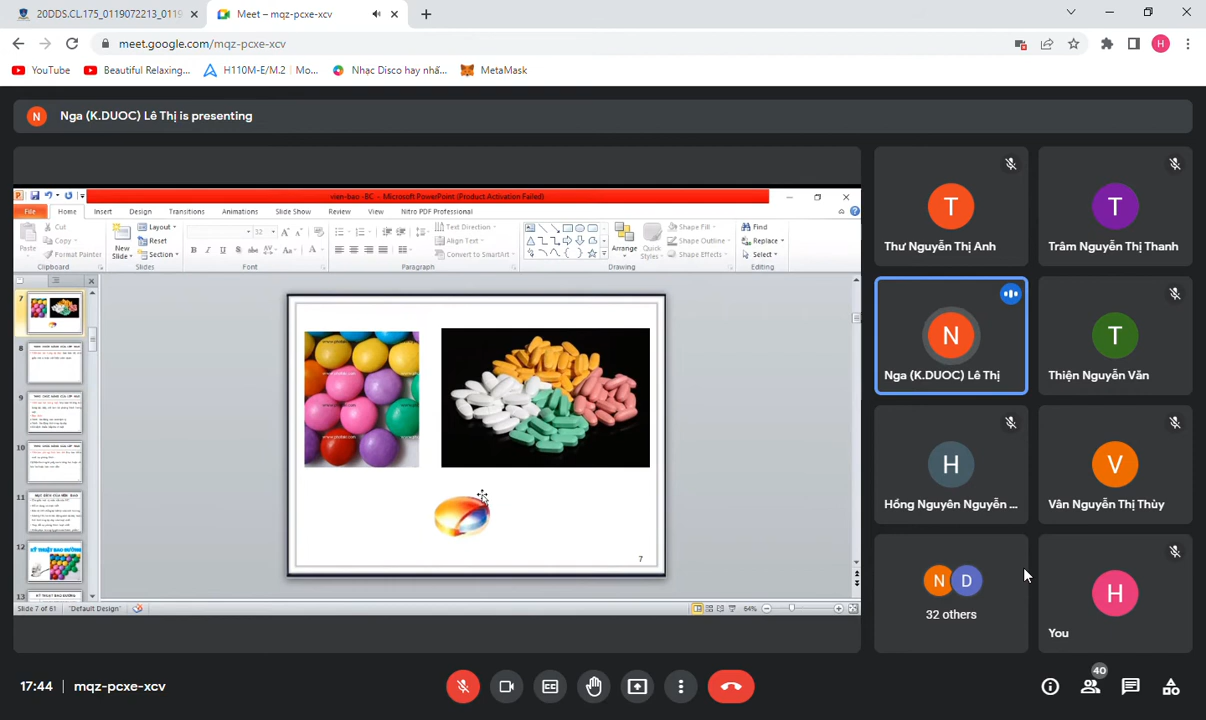 20DDS.CL.175_0119072213_0119
Meet – mqz-pcxe-xcv
meet.google.com/mqz-pcxe-xcv
H
YouTube
Beautiful Relaxing...
H110M-E/M.2 | Mo...
Nhạc Disco hay nhấ...
MetaMask
N
Nga (K.DUOC) Lê Thị is presenting
vien-bao -BC - Microsoft PowerPoint (Product Activation Failed)
File
Home
Insert
Design
Transitions
Animations
Slide Show
Review
View
Nitro PDF Professional
Paste
Cut
Copy
Format Painter
Clipboard
New Slide
Layout
Reset
Section
Slides
32
Font
Text Direction
Align Text
Convert to SmartArt
Paragraph
Arrange
Quick Styles
Shape Fill
Shape Outline
Shape Effects
Drawing
Find
Replace
Select
Editing
7
8
9
10
11
12
KỸ THUẬT BAO ĐƯỜNG
13
7
Slide 7 of 61
"Default Design"
64%
T
Thư Nguyễn Thị Anh
T
Trâm Nguyễn Thị Thanh
N
Nga (K.DUOC) Lê Thị
T
Thiện Nguyễn Văn
H
Hồng Nguyên Nguyễn ...
V
Vân Nguyễn Thị Thùy
N D
32 others
H
You
17:44 | mqz-pcxe-xcv
40